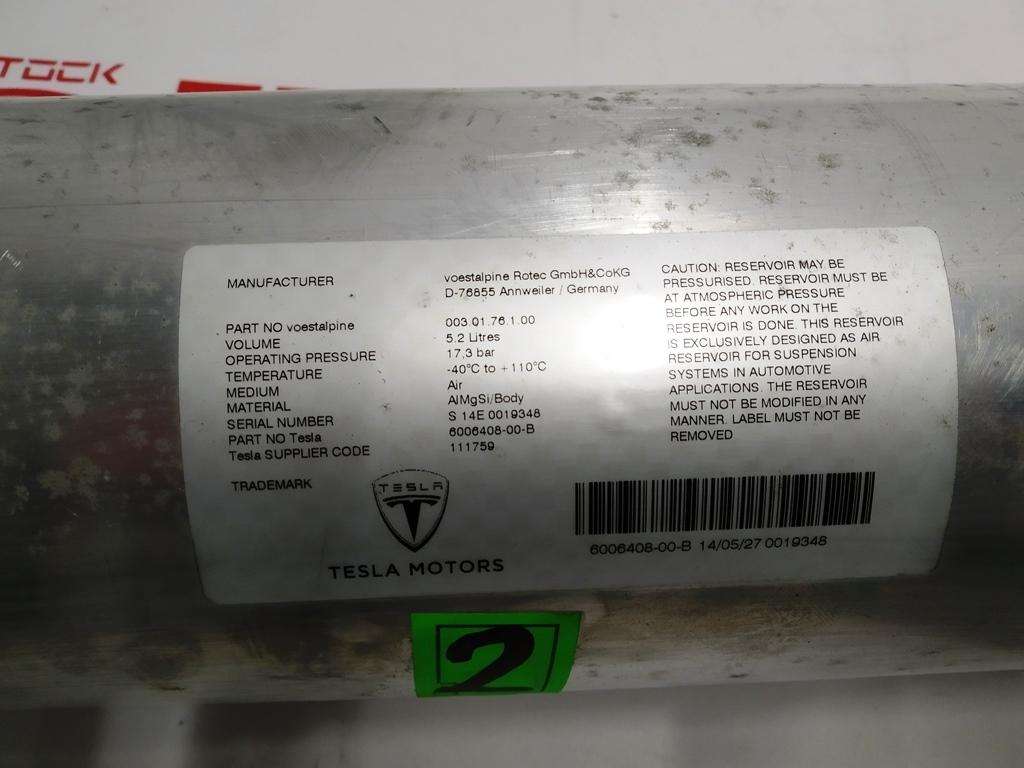 TOCK
MANUFACTURER voestalpine Rotec GmbH&CoKG
D-76855 Annweiler / Germany
PART NO voestalpine 003.01.76.1.00
VOLUME 5.2 Litres
OPERATING PRESSURE 17,3 bar
TEMPERATURE -40°C to +110°C
MEDIUM Air
MATERIAL AlMgSi/Body
SERIAL NUMBER S 14E 0019348
PART NO Tesla 6006408-00-B
Tesla SUPPLIER CODE 111759
TRADEMARK
TESLA
TESLA MOTORS
CAUTION: RESERVOIR MAY BE
PRESSURISED. RESERVOIR MUST BE
AT ATMOSPHERIC PRESSURE
BEFORE ANY WORK ON THE
RESERVOIR IS DONE. THIS RESERVOIR
IS EXCLUSIVELY DESIGNED AS AIR
RESERVOIR FOR SUSPENSION
SYSTEMS IN AUTOMOTIVE
APPLICATIONS. THE RESERVOIR
MUST NOT BE MODIFIED IN ANY
MANNER. LABEL MUST NOT BE
REMOVED
6006408-00-B 14/05/27 0019348
2